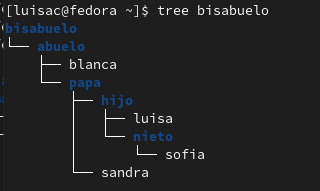 [luisac@fedora ~]$ tree bisabuelo
bisabuelo
└── abuelo
    ├── blanca
    └── papa
        ├── hijo
        │   ├── luisa
        │   └── nieto
        │       └── sofia
        └── sandra